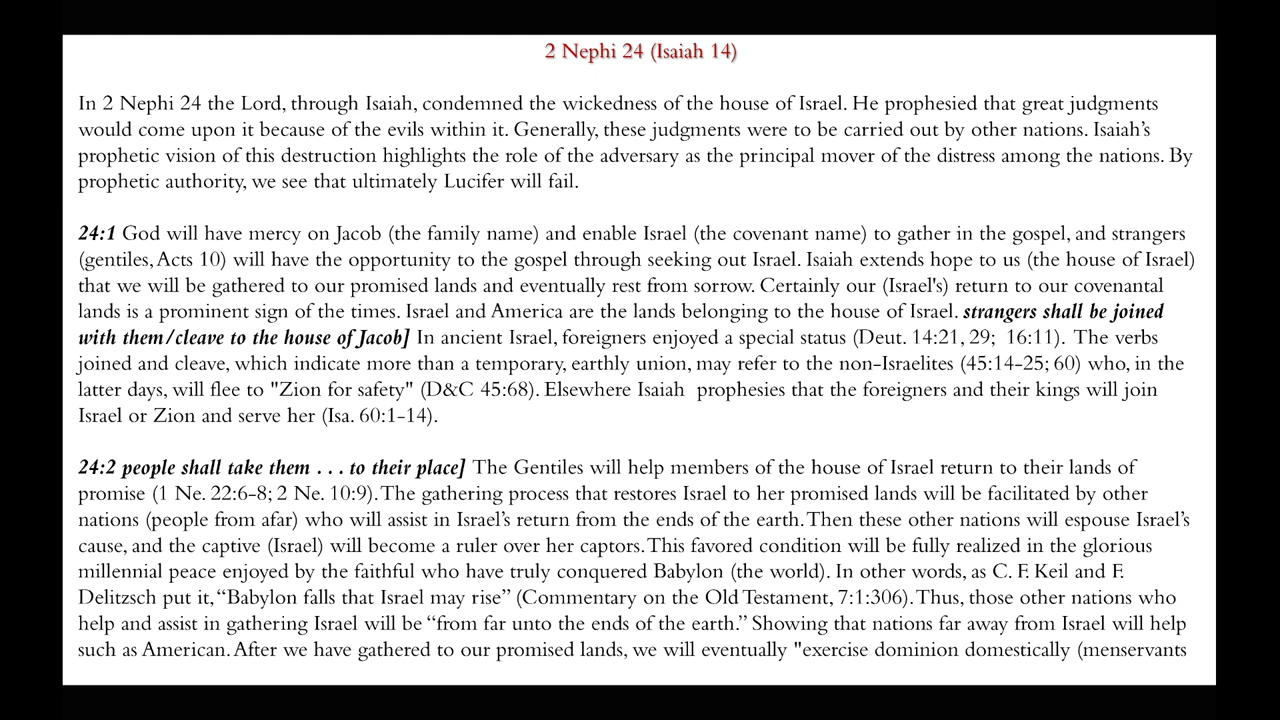 2 Nephi 24 (Isaiah 14)
In 2 Nephi 24 the Lord, through Isaiah, condemned the wickedness of the house of Israel. He prophesied that great judgments
would come upon it because of the evils within it. Generally, these judgments were to be carried out by other nations. Isaiah's
prophetic vision of this destruction highlights the role of the adversary as the principal mover of the distress among the nations. By
prophetic authority, we see that ultimately Lucifer will fail.
24:1 God will have mercy on Jacob (the family name) and enable Israel (the covenant name) to gather in the gospel, and strangers
(gentiles, Acts 10) will have the opportunity to the gospel through seeking out Israel. Isaiah extends hope to us (the house of Israel)
that we will be gathered to our promised lands and eventually rest from sorrow. Certainly our (Israel's) return to our covenantal
lands is a prominent sign of the times. Israel and America are the lands belonging to the house of Israel. strangers shall be joined
with them/cleave to the house of Jacob] In ancient Israel, foreigners enjoyed a special status (Deut. 14:21, 29;  16:11).  The verbs
joined and cleave, which indicate more than a temporary, earthly union, may refer to the non-Israelites (45:14-25; 60) who, in the
latter days, will flee to "Zion for safety" (D&C 45:68). Elsewhere Isaiah  prophesies that the foreigners and their kings will join
Israel or Zion and serve her (Isa. 60:1-14).
24:2 people shall take them . . . to their place] The Gentiles will help members of the house of Israel return to their lands of
promise (1 Ne. 22:6-8; 2 Ne. 10:9). The gathering process that restores Israel to her promised lands will be facilitated by other
nations (people from afar) who will assist in Israel's return from the ends of the earth. Then these other nations will espouse Israel's
cause, and the captive (Israel) will become a ruler over her captors. This favored condition will be fully realized in the glorious
millennial peace enjoyed by the faithful who have truly conquered Babylon (the world). In other words, as C. F. Keil and F.
Delitzsch put it, "Babylon falls that Israel may rise" (Commentary on the Old Testament, 7:1:306). Thus, those other nations who
help and assist in gathering Israel will be "from far unto the ends of the earth." Showing that nations far away from Israel will help
such as American. After we have gathered to our promised lands, we will eventually "exercise dominion domestically (menservants